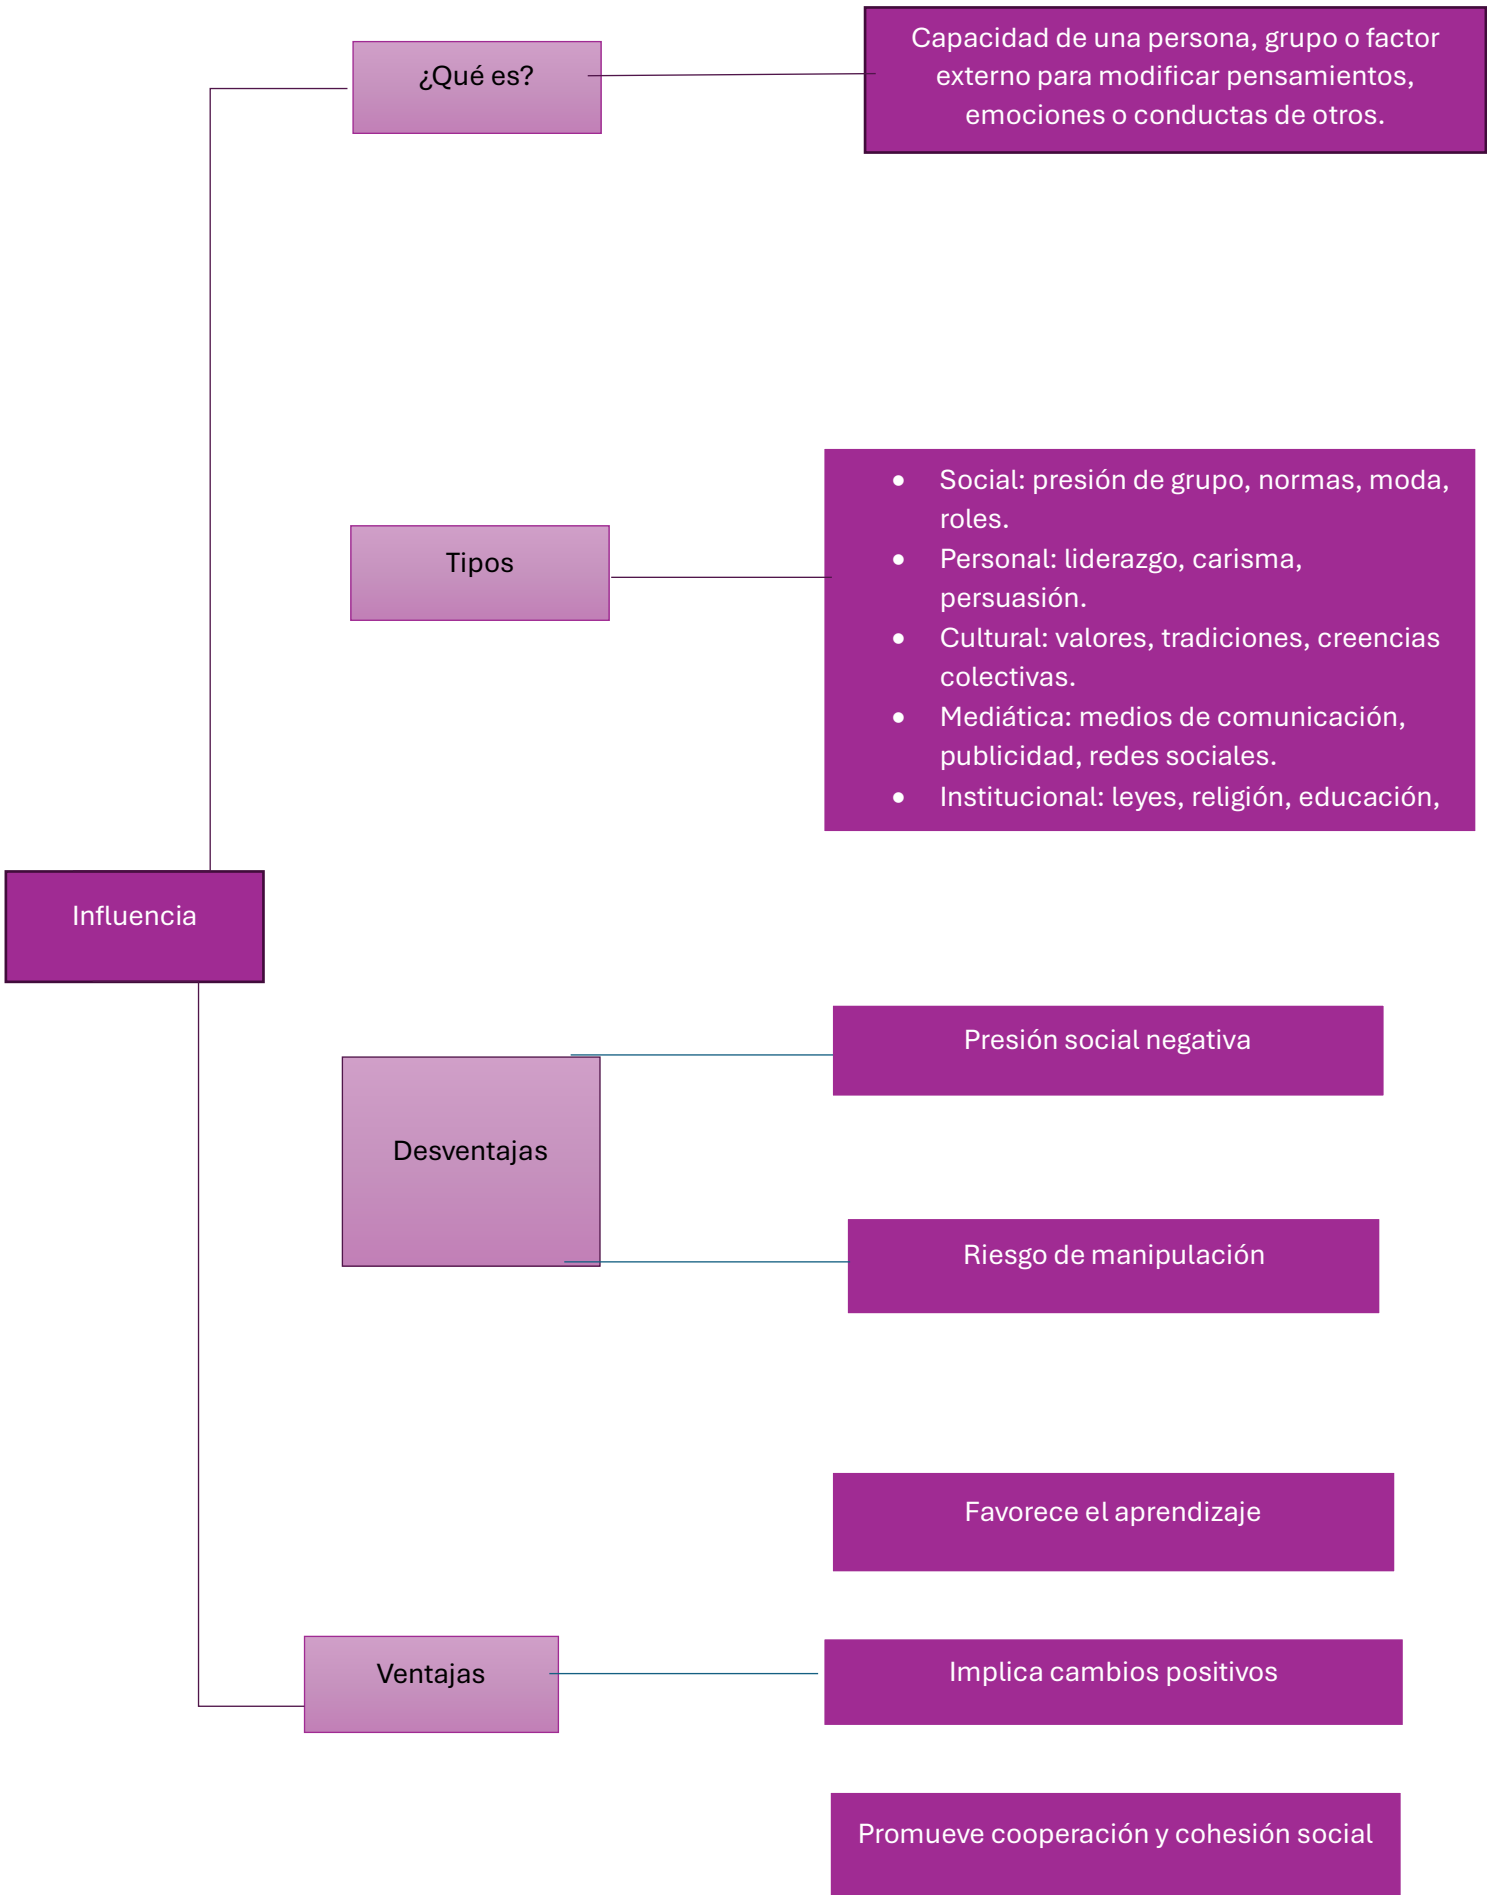 ¿Qué es?
Capacidad de una persona, grupo o factor
externo para modificar pensamientos,
emociones o conductas de otros.
Tipos
• Social: presión de grupo, normas, moda,
roles.
• Personal: liderazgo, carisma,
persuasión.
• Cultural: valores, tradiciones, creencias
colectivas.
• Mediática: medios de comunicación,
publicidad, redes sociales.
• Institucional: leyes, religión, educación,
Influencia
Desventajas
Presión social negativa
Riesgo de manipulación
Ventajas
Favorece el aprendizaje
Implica cambios positivos
Promueve cooperación y cohesión social